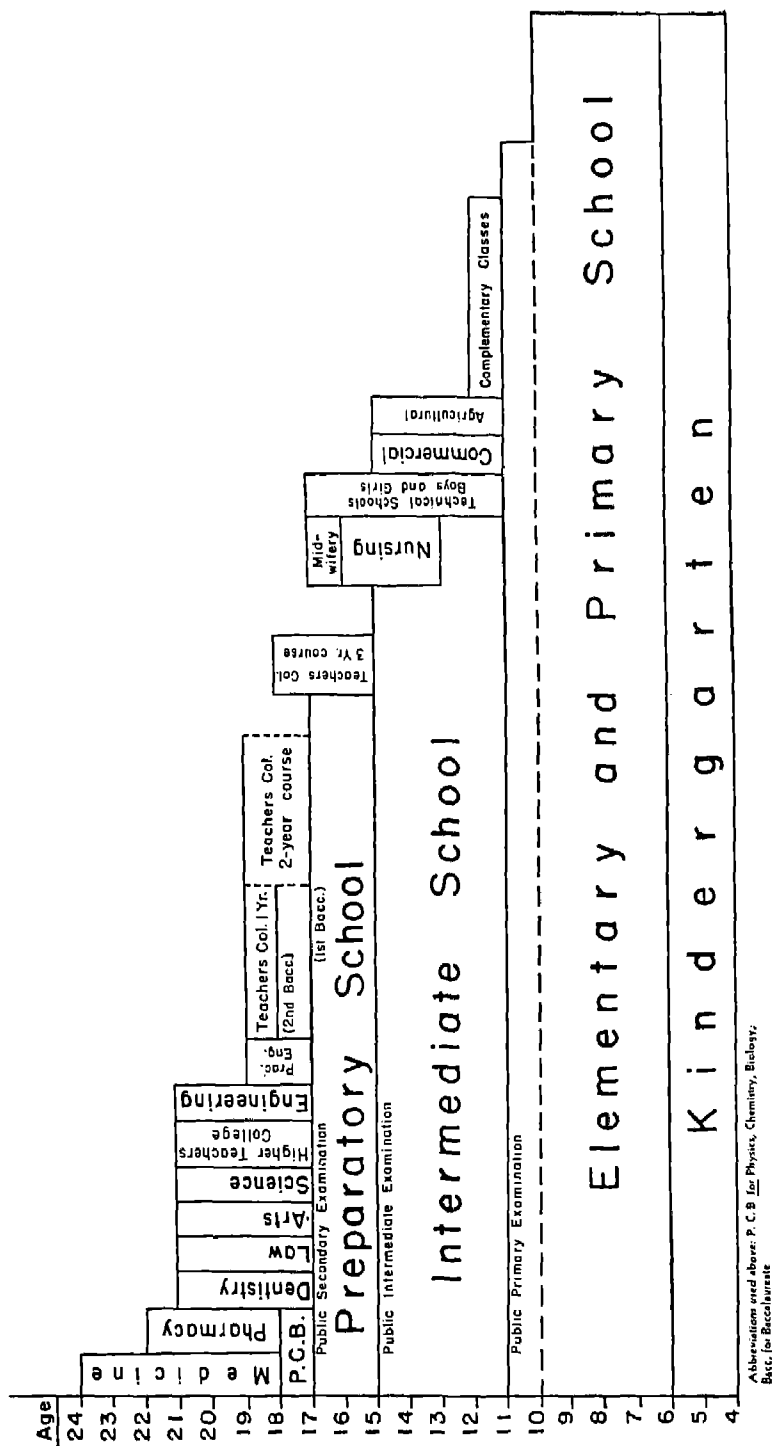 Age
24
23
22
21
20
19
18
17
16
15
14
13
12
11
10
9
8
7
6
5
4
Medicine
Pharmacy
P.C.B.
Dentistry
Law
Arts
Science
Higher Teachers
College
Engineering
Prac.
Eng.
Teachers Col. 1 Yr.
(2nd Bacc.)
Teachers Col.
2-year course
Public Secondary Examination
(1st Bacc.)
Preparatory School
Teachers Col.
3 Yr. course
Public Intermediate Examination
Intermediate School
Mid-
wifery
Nursing
Technical Schools
Boys and Girls
Commercial
Agricultural
Complementary Classes
Public Primary Examination
Elementary and Primary School
Kindergarten
Abbreviations used above: P. C. B for Physics, Chemistry, Biology;
Bacc. for Baccalaureate